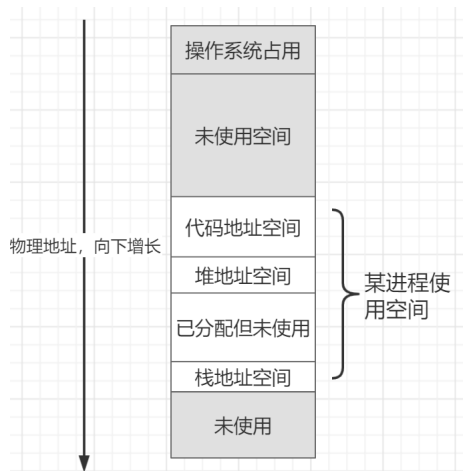 操作系统占用
未使用空间
代码地址空间
物理地址，向下增长
堆地址空间
某进程使
用空间
已分配但未使用
栈地址空间
未使用